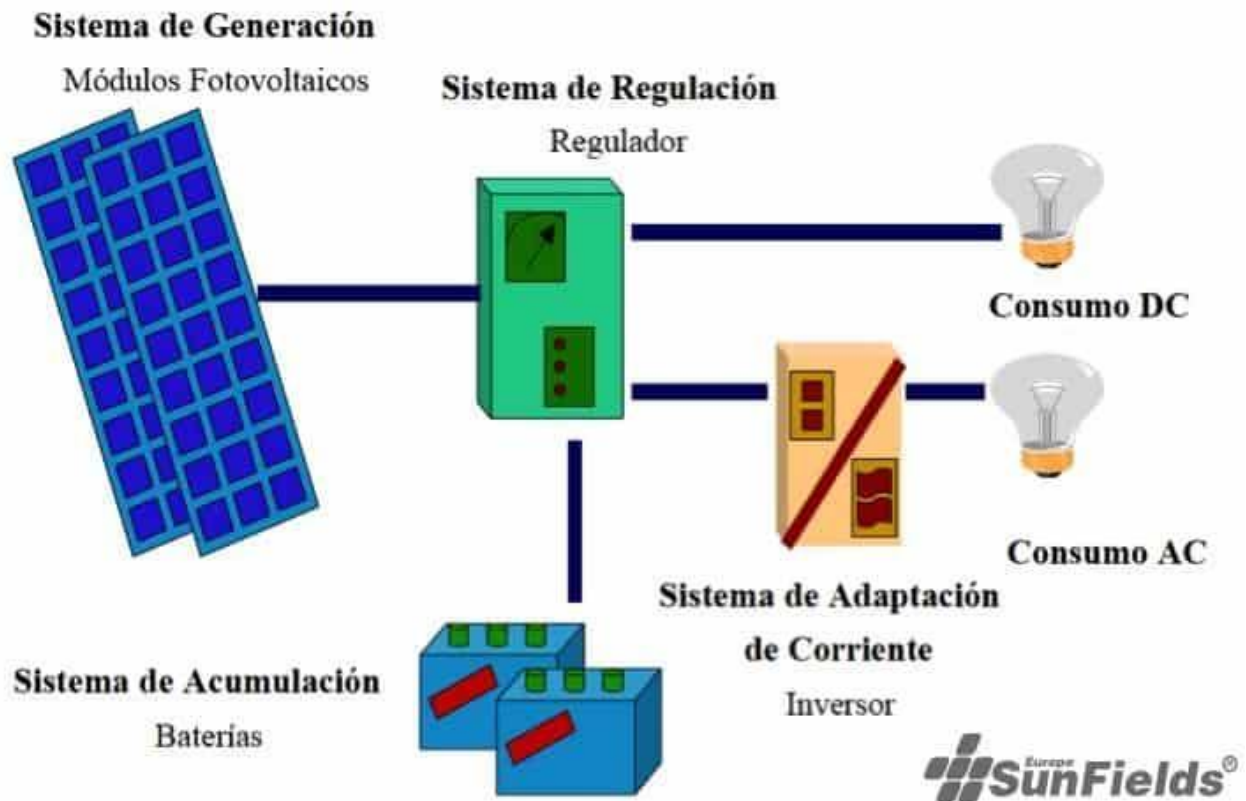 Sistema de Generación
Módulos Fotovoltaicos
Sistema de Regulación
Regulador
Consumo DC
Consumo AC
Sistema de Adaptación
de Corriente
Inversor
Sistema de Acumulación
Baterías
Europe
SunFields®